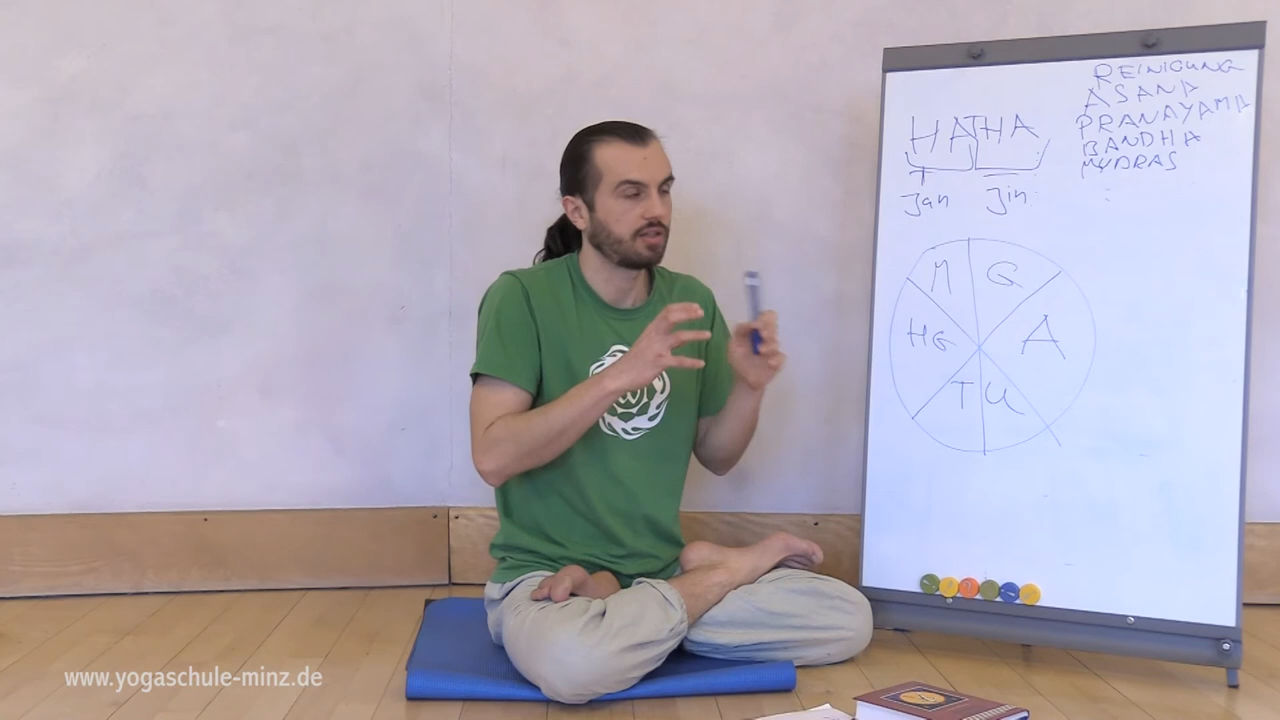 HATHA
Jan Jin
REINIGUNG
ASANA
PRANAYAMA
BANDHA
MUDRAS
M G
HG A
T U
www.yogaschule-minz.de